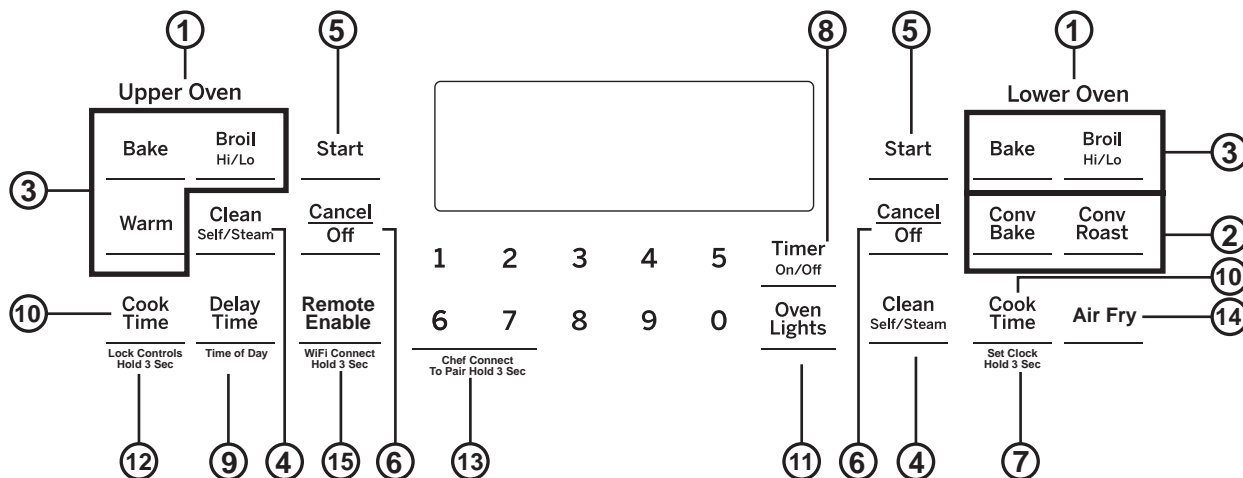 1
5
8
5
1
Upper Oven
Lower Oven
Bake
Broil
Hi/Lo
Start
Start
Bake
Broil
Hi/Lo
3
3
Warm
Clean
Self/Steam
Cancel
Off
Cancel
Off
Conv
Bake
Conv
Roast
2
1 2 3 4 5
Timer
On/Off
6
10
10
Cook
Time
Delay
Time
Remote
Enable
6 7 8 9 0
Oven
Lights
Clean
Self/Steam
Cook
Time
Air Fry
14
Lock Controls
Hold 3 Sec
Time of Day
WiFi Connect
Hold 3 Sec
Chef Connect
To Pair Hold 3 Sec
Set Clock
Hold 3 Sec
12
9
4
15
6
13
11
6
4
7